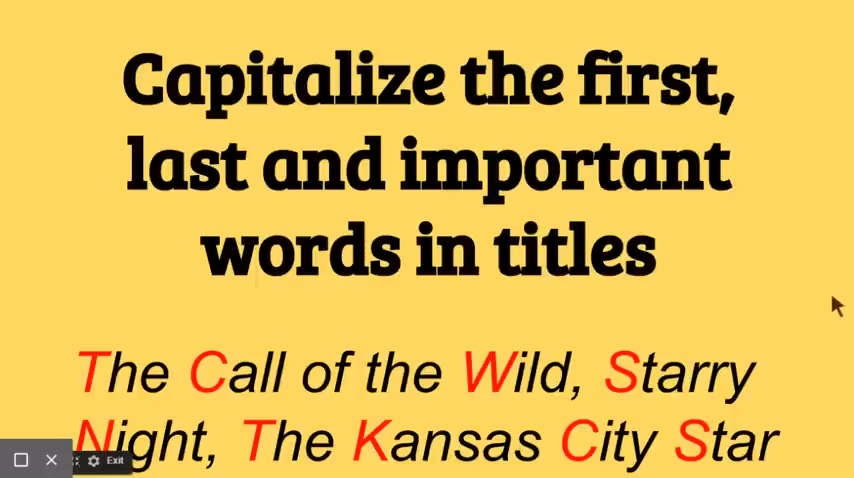 Capitalize the first,
last and important
words in titles
The Call of the Wild, Starry
Night, The Kansas City Star
Exit